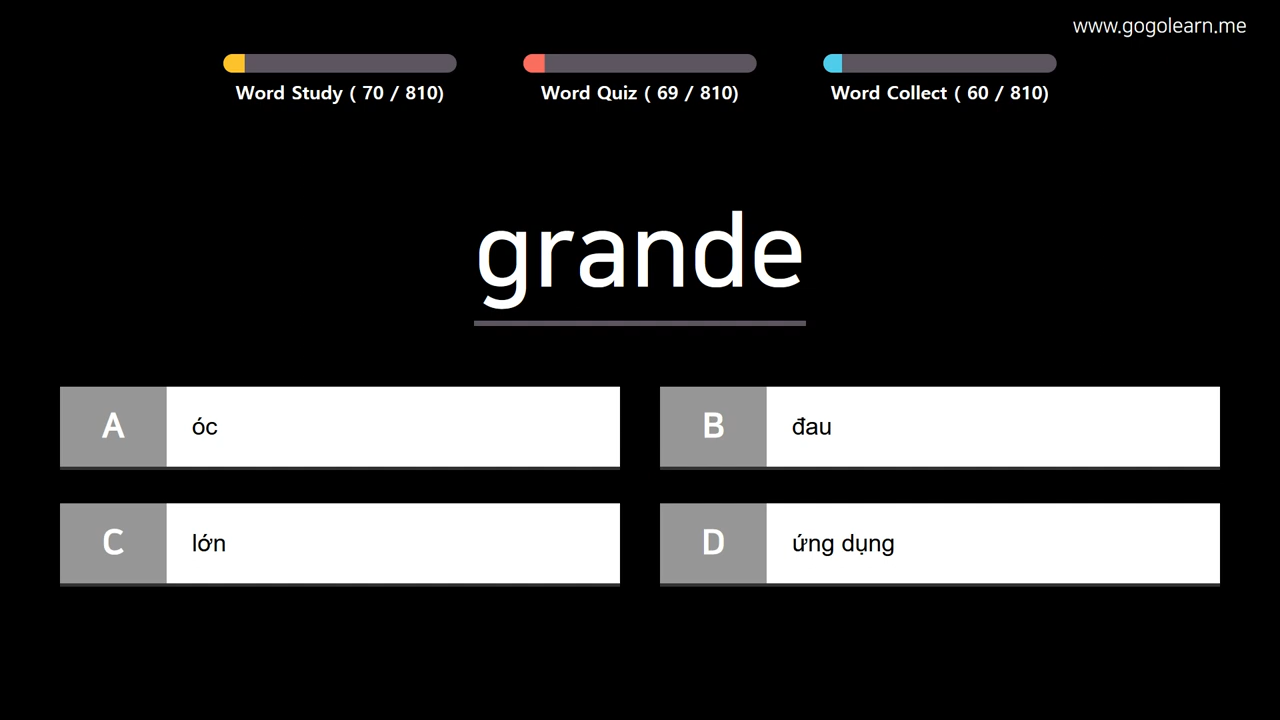 www.gogolearn.me
Word Study ( 70 / 810)
Word Quiz ( 69 / 810)
Word Collect ( 60 / 810)
grande
A óc
B đau
C lớn
D ứng dụng